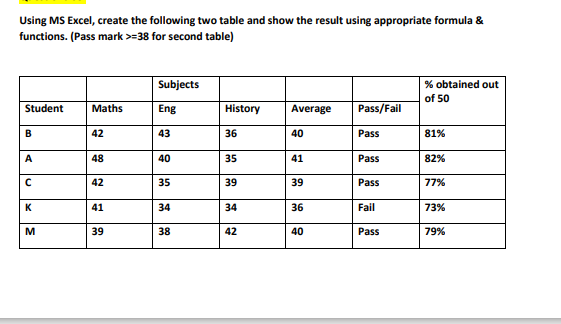 Using MS Excel, create the following two table and show the result using appropriate formula &
functions. (Pass mark >=38 for second table)
Subjects % obtained out
of 50
Student Maths Eng History Average Pass/Fail
B 42 43 36 40 Pass 81%
A 48 40 35 41 Pass 82%
C 42 35 39 39 Pass 77%
K 41 34 34 36 Fail 73%
M 39 38 42 40 Pass 79%